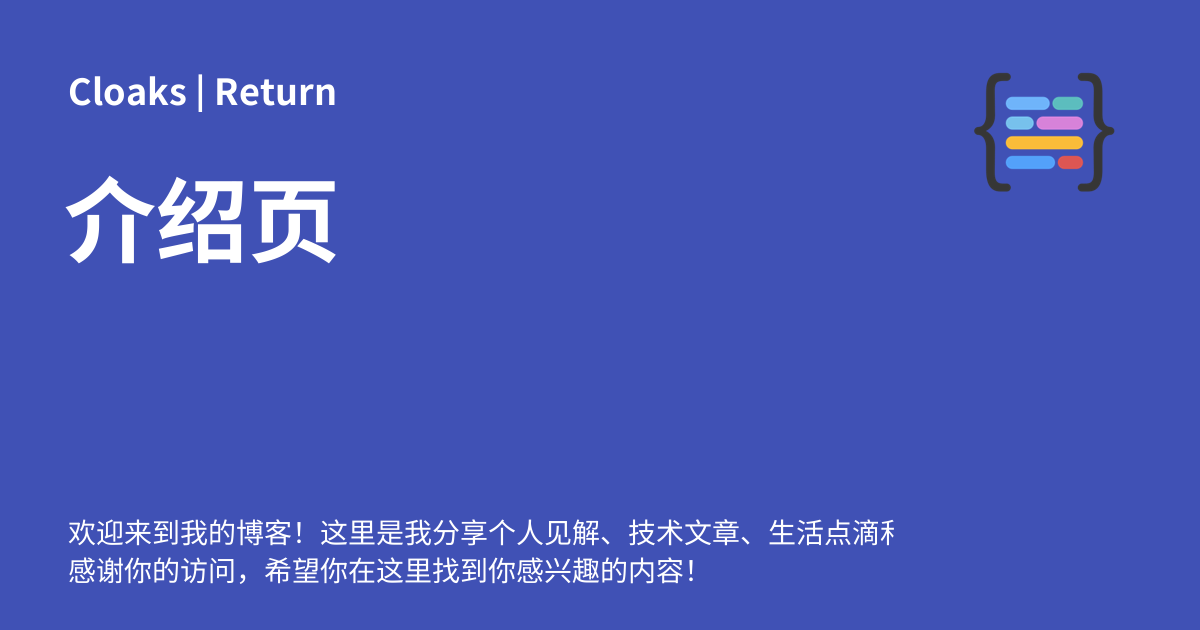 Cloaks | Return
介绍页
欢迎来到我的博客！这里是我分享个人见解、技术文章、生活点滴
感谢你的访问，希望你在这里找到你感兴趣的内容！